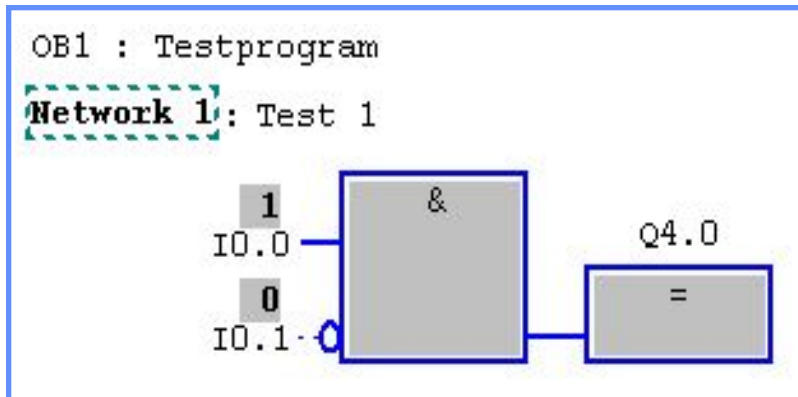 OB1 : Testprogram
Network 1: Test 1
1
&
I0.0
Q4.0
0
=
I0.1